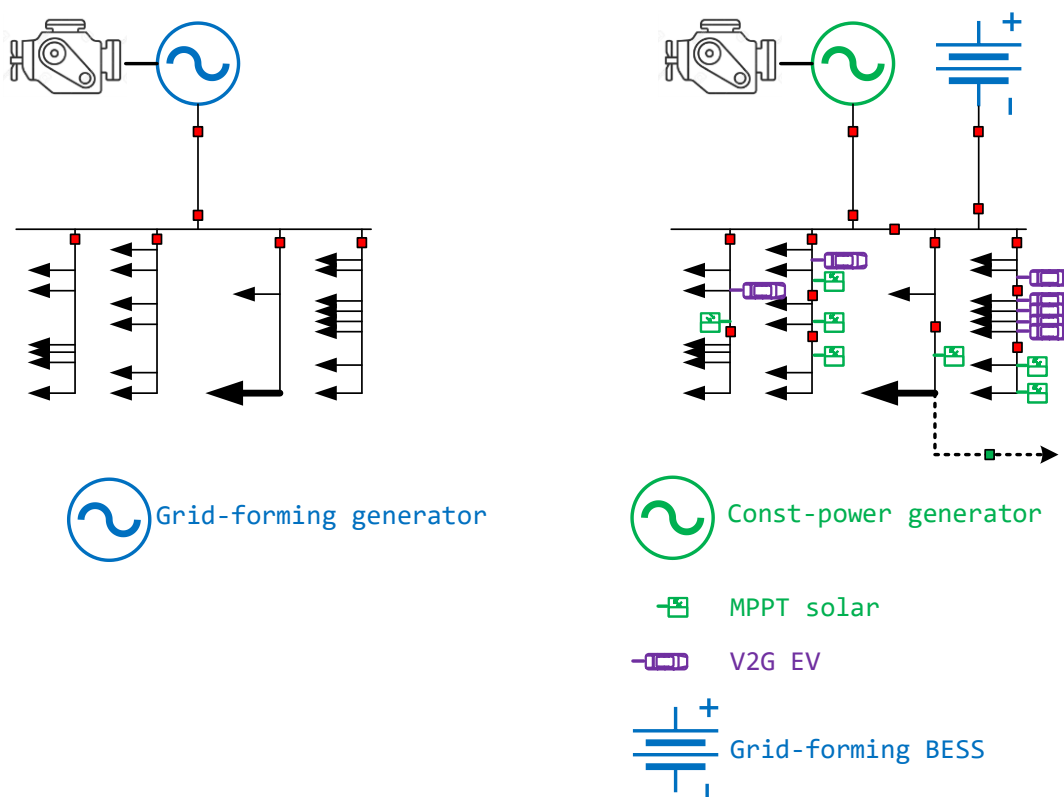 +
-
Grid-forming generator
Const-power generator
MPPT solar
V2G EV
+
Grid-forming BESS
-